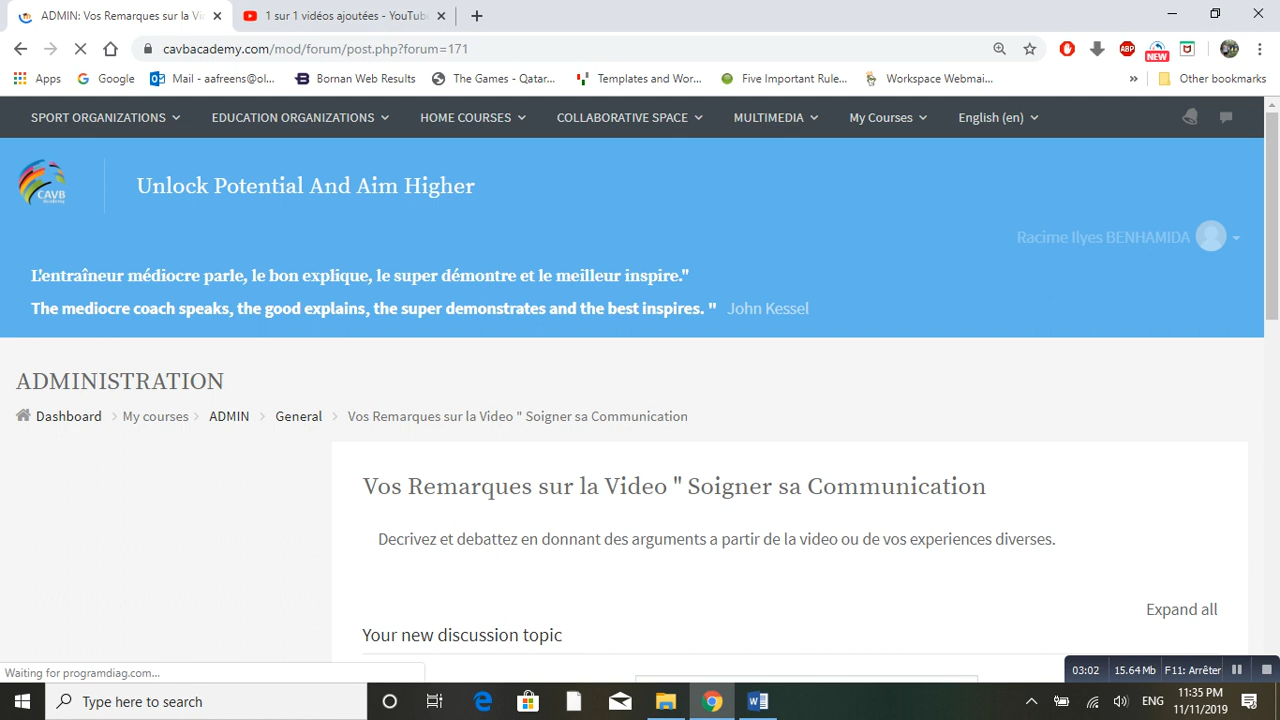 ADMIN: Vos Remarques sur la Vi
1 sur 1 vidéos ajoutées - YouTube
cavbacademy.com/mod/forum/post.php?forum=171
ABP
NEW
Apps
Google
Mail - aafreens@ol...
Bornan Web Results
The Games - Qatar...
Templates and Wor...
Five Important Rule...
Workspace Webmai...
»
Other bookmarks
SPORT ORGANIZATIONS
EDUCATION ORGANIZATIONS
HOME COURSES
COLLABORATIVE SPACE
MULTIMEDIA
My Courses
English (en)
CAVB
Unlock Potential And Aim Higher
Racime Ilyes BENHAMIDA
L'entraîneur médiocre parle, le bon explique, le super démontre et le meilleur inspire."
The mediocre coach speaks, the good explains, the super demonstrates and the best inspires. " John Kessel
ADMINISTRATION
Dashboard > My courses > ADMIN > General > Vos Remarques sur la Video " Soigner sa Communication
Vos Remarques sur la Video " Soigner sa Communication
Decrivez et debattez en donnant des arguments a partir de la video ou de vos experiences diverses.
Expand all
Your new discussion topic
Waiting for programdiag.com...
03:02 15.64 Mb F11: Arrêter
Type here to search
ENG
11:35 PM
11/11/2019